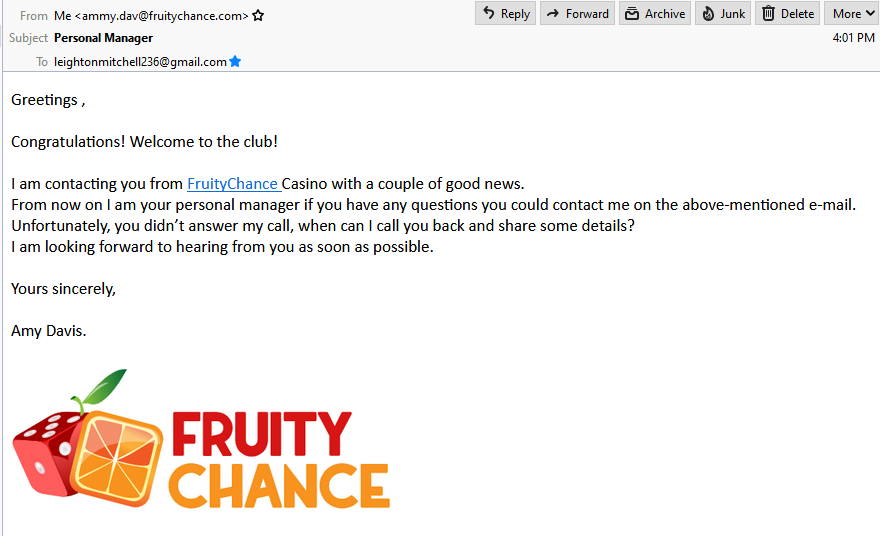 From Me <ammy.dav@fruitychance.com>
Reply Forward Archive Junk Delete More
Subject Personal Manager
4:01 PM
To leightonmitchell236@gmail.com
Greetings ,
Congratulations! Welcome to the club!
I am contacting you from FruityChance Casino with a couple of good news.
From now on I am your personal manager if you have any questions you could contact me on the above-mentioned e-mail.
Unfortunately, you didn’t answer my call, when can I call you back and share some details?
I am looking forward to hearing from you as soon as possible.
Yours sincerely,
Amy Davis.
FRUITY
CHANCE